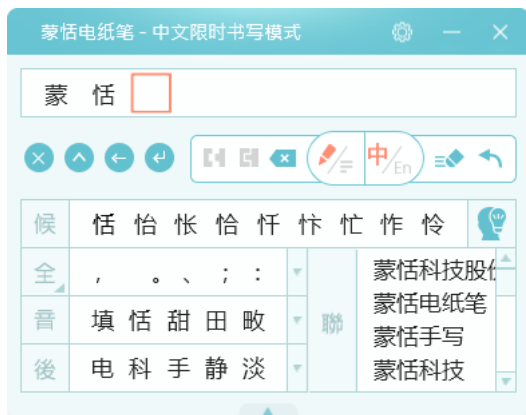 蒙恬电纸笔 - 中文限时书写模式
蒙 恬
中/En
候 恬 怡 怅 恰 忏 忭 忙 怍 怜
全 , 。 、 ; :
音 填 恬 甜 田 畋
後 电 科 手 静 淡
聯
蒙恬科技股份
蒙恬电纸笔
蒙恬手写
蒙恬科技